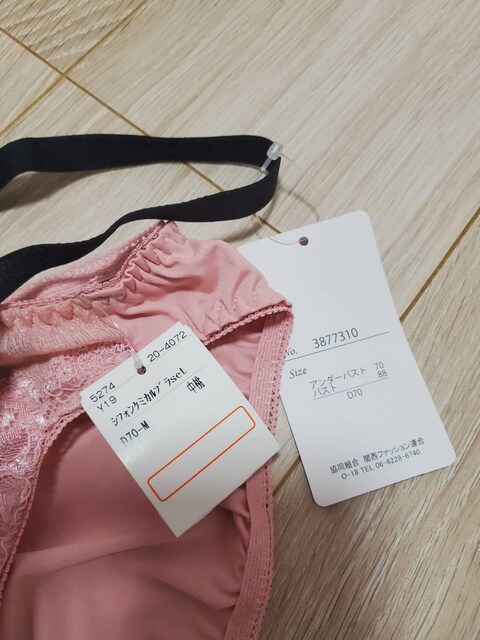 5274 20-4072
Y19
シフォンケミカルブラset
中橋
D70-M
No. 3877310
Size アンダーバスト 70
バスト 88
D70
協同組合 関西ファッション連合
O-18 TEL 06-6228-6740